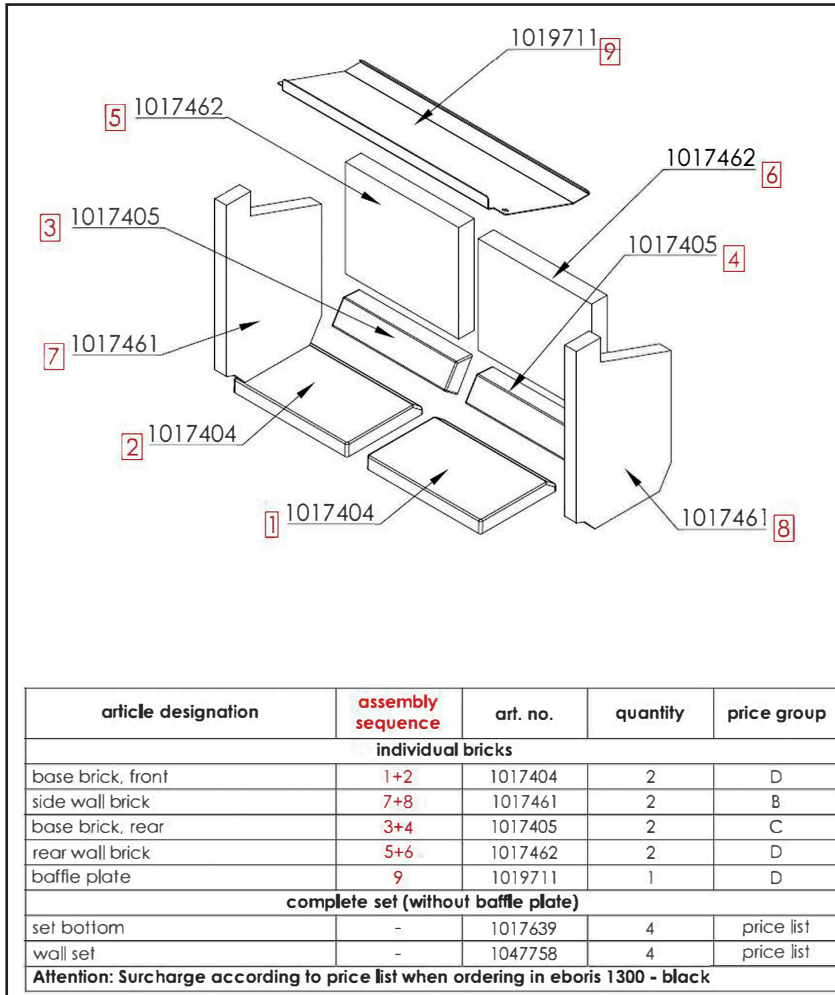 1019711 9
5 1017462
1017462 6
3 1017405
1017405 4
7 1017461
2 1017404
1 1017404
1017461 8
article designation assembly sequence art. no. quantity price group
individual bricks
base brick, front 1+2 1017404 2 D
side wall brick 7+8 1017461 2 B
base brick, rear 3+4 1017405 2 C
rear wall brick 5+6 1017462 2 D
baffle plate 9 1019711 1 D
complete set (without baffle plate)
set bottom - 1017639 4 price list
wall set - 1047758 4 price list
Attention: Surcharge according to price list when ordering in eboris 1300 - black